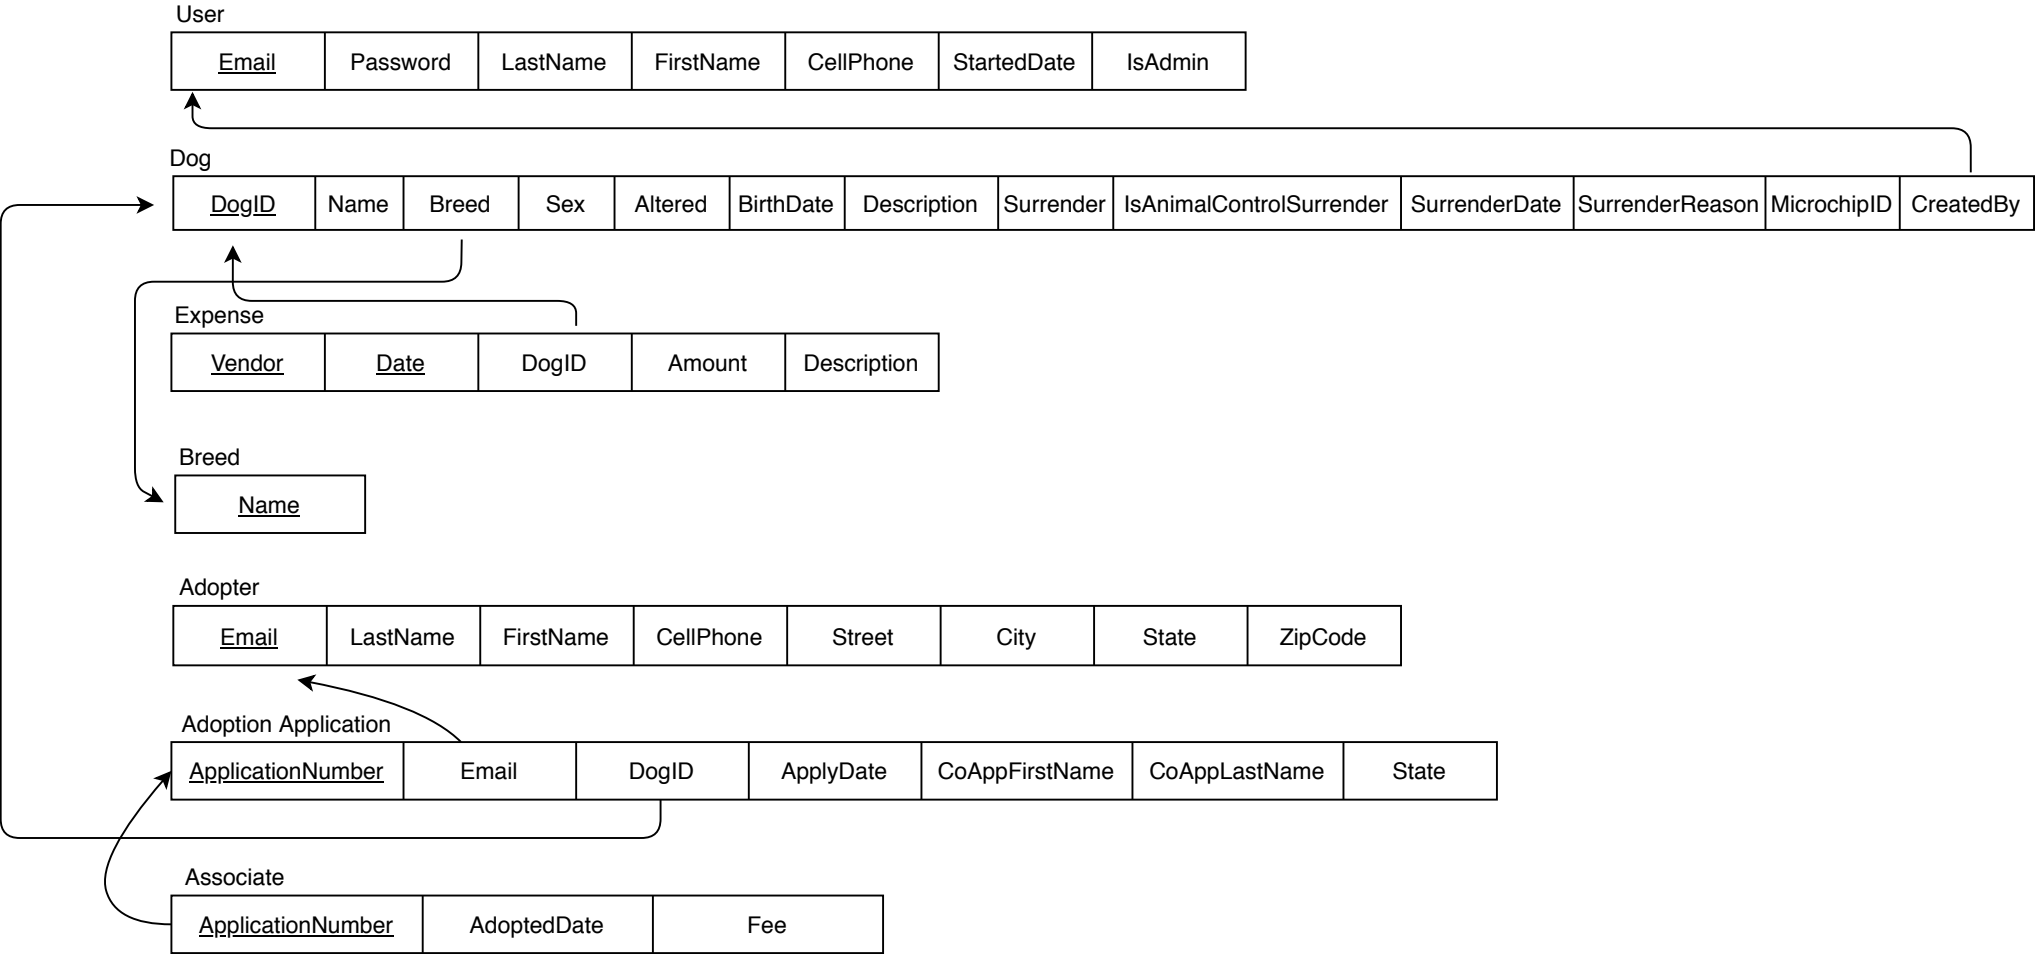 User
Email Password LastName FirstName CellPhone StartedDate IsAdmin
Dog
DogID Name Breed Sex Altered BirthDate Description Surrender IsAnimalControlSurrender SurrenderDate SurrenderReason MicrochipID CreatedBy
Expense
Vendor Date DogID Amount Description
Breed
Name
Adopter
Email LastName FirstName CellPhone Street City State ZipCode
Adoption Application
ApplicationNumber Email DogID ApplyDate CoAppFirstName CoAppLastName State
Associate
ApplicationNumber AdoptedDate Fee